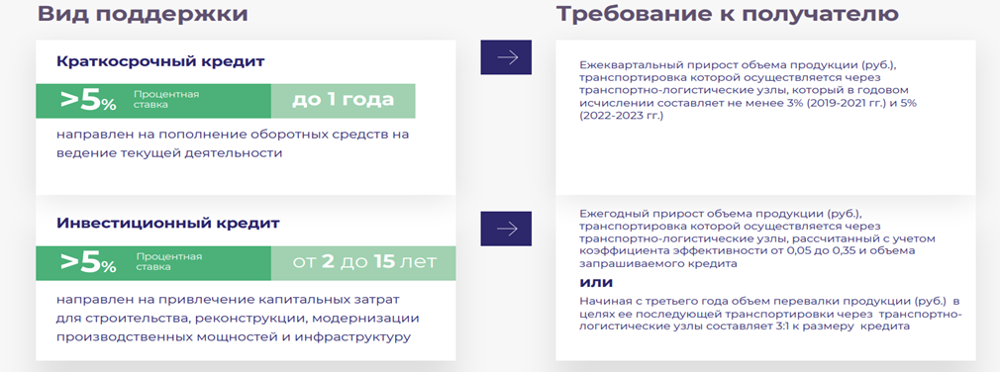 Вид поддержки
Требование к получателю
Краткосрочный кредит
>5% Процентная ставка до 1 года
направлен на пополнение оборотных средств на
ведение текущей деятельности
Ежеквартальный прирост объема продукции (руб.),
транспортировка которой осуществляется через
транспортно-логистические узлы, который в годовом
исчислении составляет не менее 3% (2019-2021 гг.) и 5%
(2022-2023 гг.)
Инвестиционный кредит
>5% Процентная ставка от 2 до 15 лет
направлен на привлечение капитальных затрат
для строительства, реконструкции, модернизации
производственных мощностей и инфраструктуру
Ежегодный прирост объема продукции (руб.),
транспортировка которой осуществляется через
транспортно-логистические узлы, рассчитанный с учетом
коэффициента эффективности от 0,05 до 0,35 и объема
запрашиваемого кредита
или
Начиная с третьего года объем перевалки продукции (руб.) в
целях ее последующей транспортировки через транспортно-
логистические узлы составляет 3:1 к размеру кредита